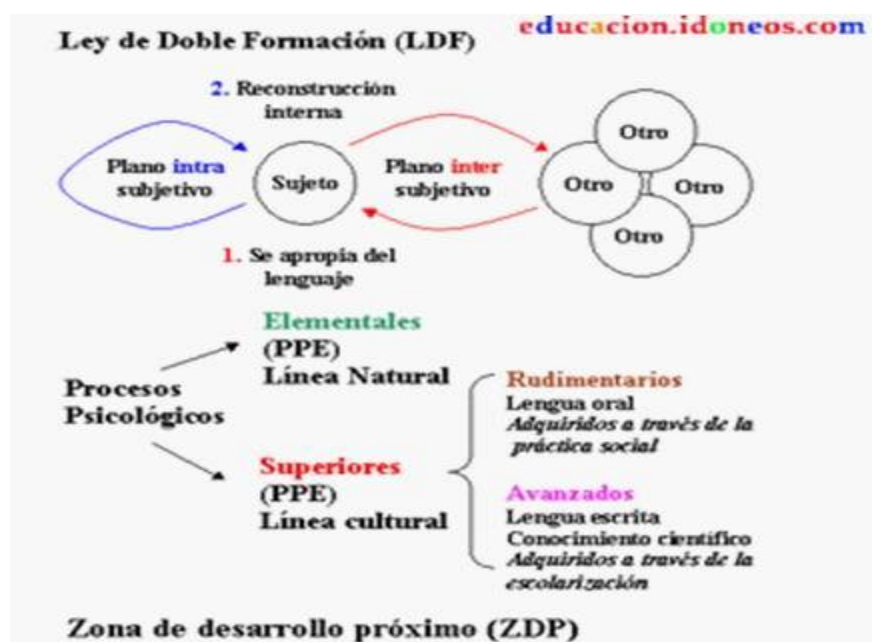 Ley de Doble Formación (LDF)
educacion.idoneos.com
2. Reconstrucción
interna
Plano intra
subjetivo
Sujeto
Plano inter
subjetivo
Otro
Otro
Otro
Otro
1. Se apropia del
lenguaje
Procesos
Psicológicos
Elementales
(PPE)
Línea Natural
Superiores
(PPE)
Línea cultural
Rudimentarios
Lengua oral
Adquiridos a través de la
práctica social
Avanzados
Lengua escrita
Conocimiento científico
Adquiridos a través de la
escolarización
Zona de desarrollo próximo (ZDP)